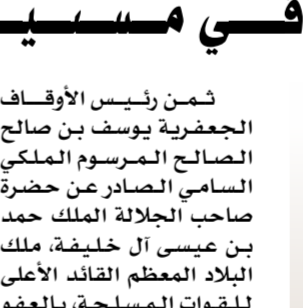 في
ثمن رئيس الأوقاف
الجعفرية يوسف بن صالح
الصالح المرسوم الملكي
السامي الصادر عن حضرة
صاحب الجلالة الملك حمد
بن عيسى آل خليفة، ملك
البلاد المعظم القائد الأعلى
للقوات المسلحة، بالعفو